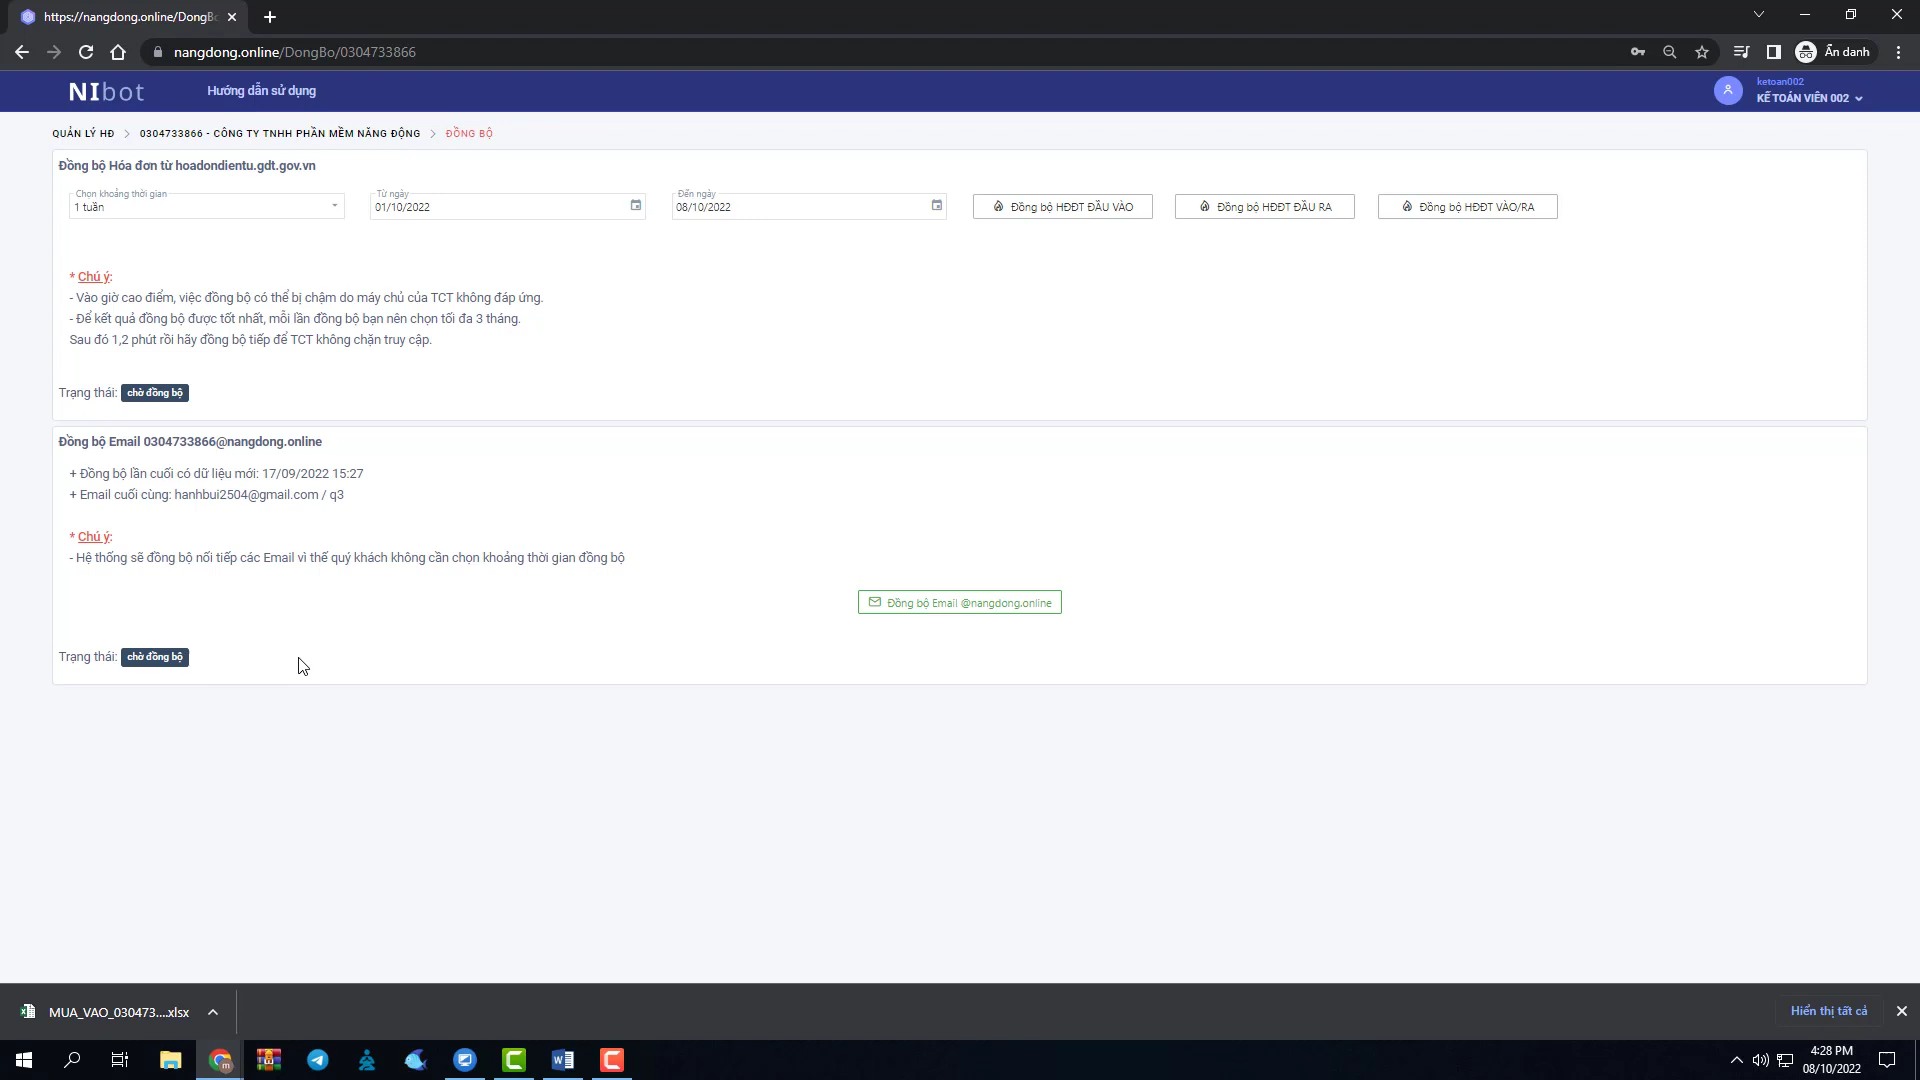 https://nangdong.online/DongBo
nangdong.online/DongBo/0304733866
Ẩn danh
NIbot
Hướng dẫn sử dụng
ketoan002
KẾ TOÁN VIÊN 002
QUẢN LÝ HĐ > 0304733866 - CÔNG TY TNHH PHẦN MỀM NĂNG ĐỘNG > ĐỒNG BỘ
Đồng bộ Hóa đơn từ hoadondientu.gdt.gov.vn
Chọn khoảng thời gian
1 tuần
Từ ngày
01/10/2022
Đến ngày
08/10/2022
Đồng bộ HĐĐT ĐẦU VÀO
Đồng bộ HĐĐT ĐẦU RA
Đồng bộ HĐĐT VÀO/RA
* Chú ý:
- Vào giờ cao điểm, việc đồng bộ có thể bị chậm do máy chủ của TCT không đáp ứng.
- Để kết quả đồng bộ được tốt nhất, mỗi lần đồng bộ bạn nên chọn tối đa 3 tháng.
Sau đó 1,2 phút rồi hãy đồng bộ tiếp để TCT không chặn truy cập.
Trạng thái: chờ đồng bộ
Đồng bộ Email 0304733866@nangdong.online
+ Đồng bộ lần cuối có dữ liệu mới: 17/09/2022 15:27
+ Email cuối cùng: hanhbui2504@gmail.com / q3
* Chú ý:
- Hệ thống sẽ đồng bộ nối tiếp các Email vì thế quý khách không cần chọn khoảng thời gian đồng bộ
Đồng bộ Email @nangdong.online
Trạng thái: chờ đồng bộ
MUA_VAO_030473....xlsx
Hiển thị tất cả
4:28 PM
08/10/2022